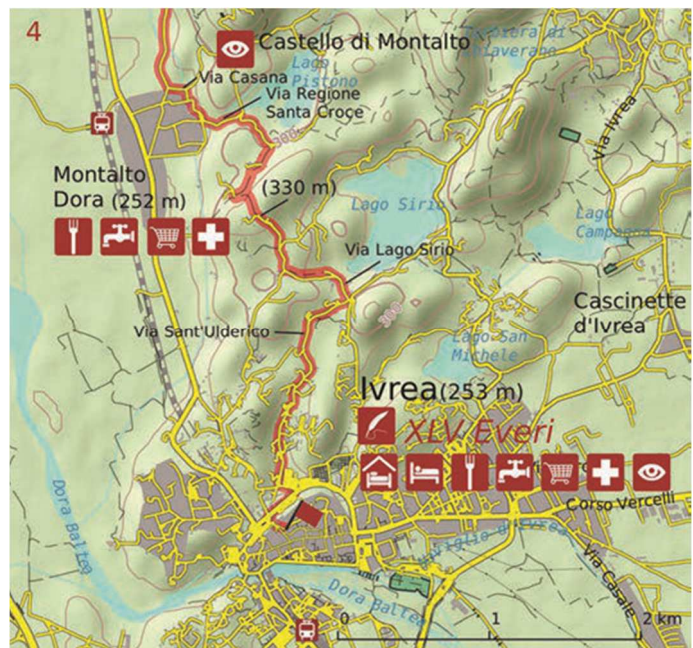 4
Castello di Montalto
Lago
Pistono
Via Casana
Via Regione
Santa Croce
300
Via Ivrea
Montalto
Dora (252 m)
(330 m)
Lago Sirio
Lago
Via Lago Sirio
Cascinette
d'Ivrea
300
Via Sant'Ulderico
Lago San
Michele
Ivrea(253 m)
XLV Everi
Corso Vercelli
Dora Baltea
Via Casale
Dora Baltea
0 1 2 km